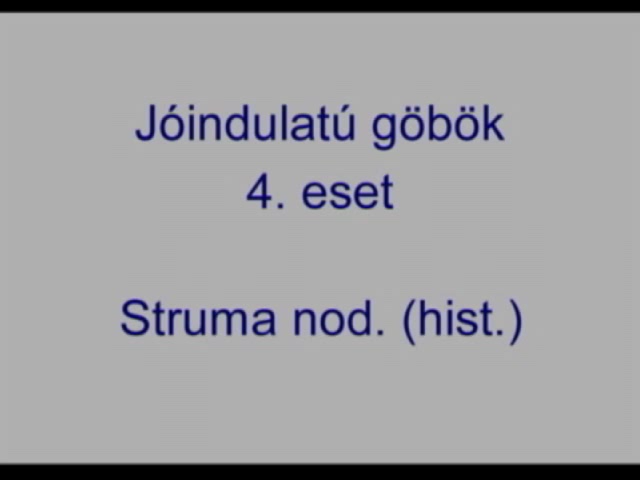 Jóindulatú göbök
4. eset
Struma nod. (hist.)